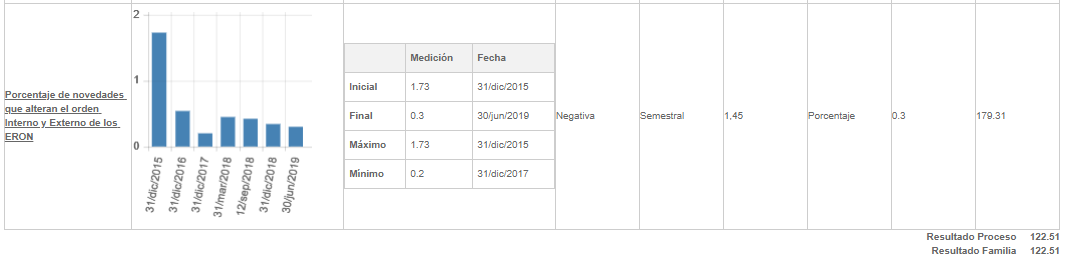 Porcentaje de novedades
que alteran el orden
Interno y Externo de los
ERON
2
1
0
31/dic/2015
31/dic/2016
31/dic/2017
31/mar/2018
12/sep/2018
31/dic/2018
30/jun/2019
Medición Fecha
Inicial 1.73 31/dic/2015
Final 0.3 30/jun/2019
Máximo 1.73 31/dic/2015
Mínimo 0.2 31/dic/2017
Negativa Semestral 1,45 Porcentaje 0.3 179.31
Resultado Proceso 122.51
Resultado Familia 122.51